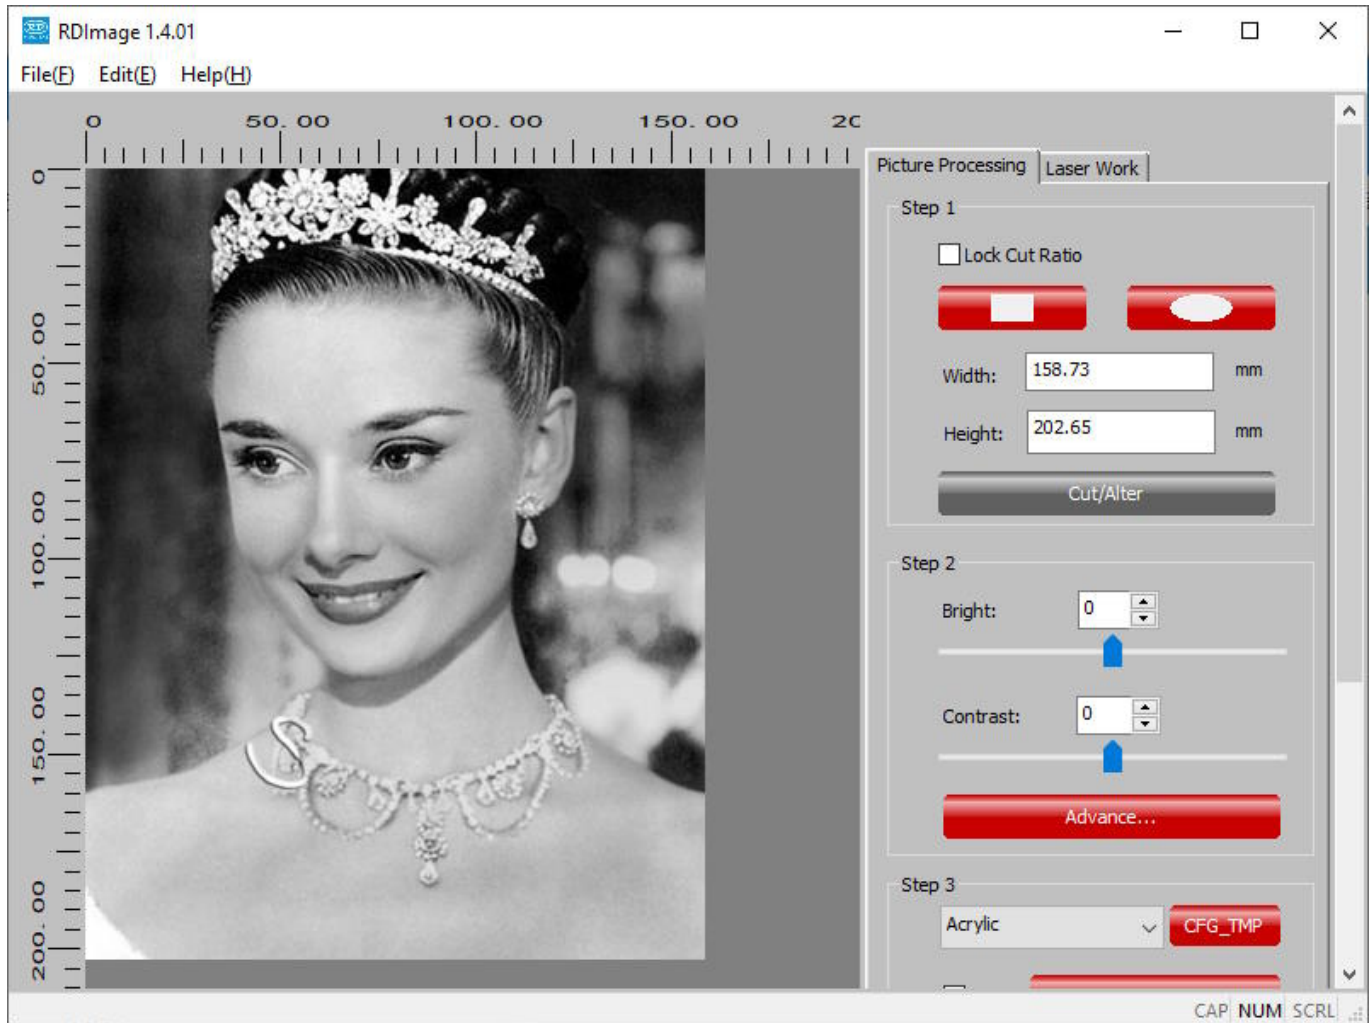 RDImage 1.4.01
File(F) Edit(E) Help(H)
0 50.00 100.00 150.00 20
0
50.00
100.00
150.00
200.00
Picture Processing Laser Work
Step 1
Lock Cut Ratio
Width: 158.73 mm
Height: 202.65 mm
Cut/Alter
Step 2
Bright: 0
Contrast: 0
Advance...
Step 3
Acrylic CFG_TMP
CAP NUM SCRL